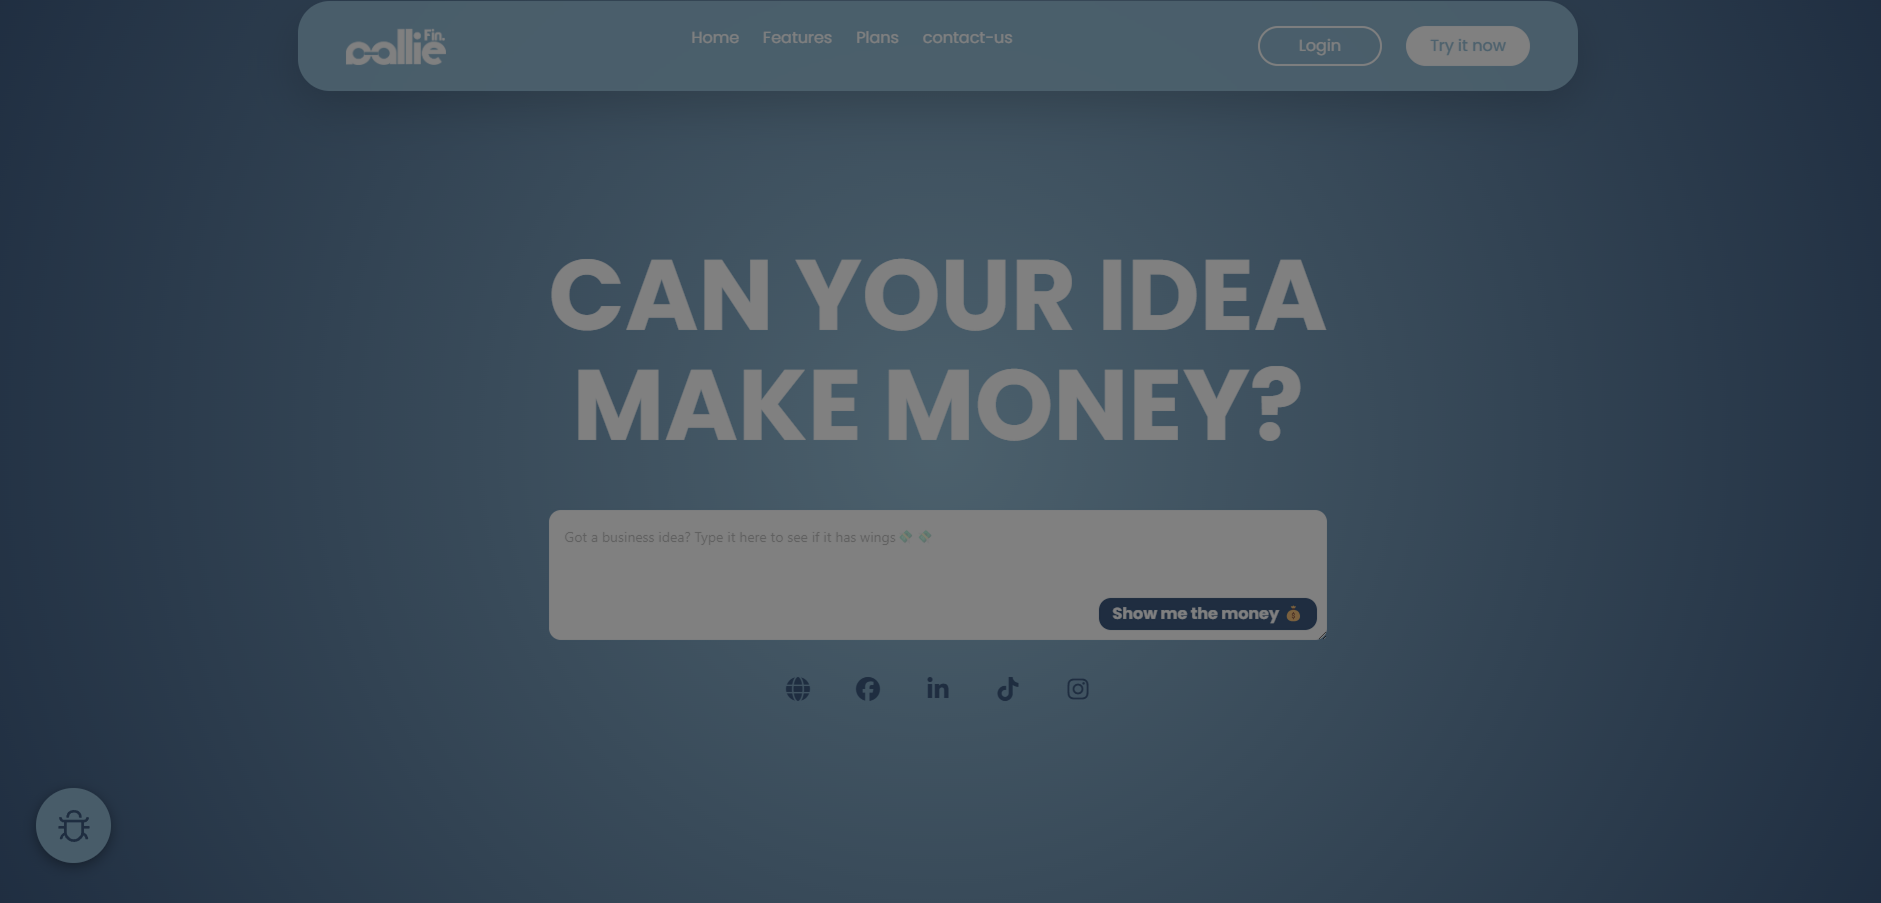 callie Fin.
Home Features Plans contact-us
Login
Try it now
CAN YOUR IDEA
MAKE MONEY?
Got a business idea? Type it here to see if it has wings
Show me the money